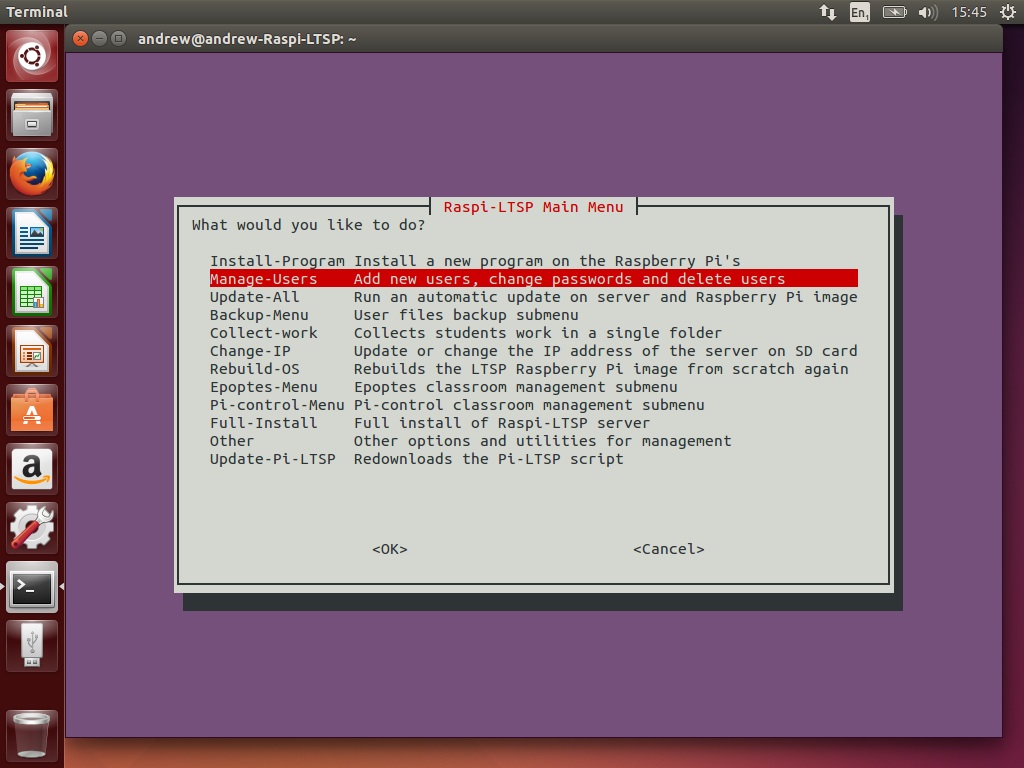 Terminal
En1
15:45
andrew@andrew-Raspi-LTSP: ~
Raspi-LTSP Main Menu
What would you like to do?
Install-Program Install a new program on the Raspberry Pi's
Manage-Users Add new users, change passwords and delete users
Update-All Run an automatic update on server and Raspberry Pi image
Backup-Menu User files backup submenu
Collect-work Collects students work in a single folder
Change-IP Update or change the IP address of the server on SD card
Rebuild-OS Rebuilds the LTSP Raspberry Pi image from scratch again
Epoptes-Menu Epoptes classroom management submenu
Pi-control-Menu Pi-control classroom management submenu
Full-Install Full install of Raspi-LTSP server
Other Other options and utilities for management
Update-Pi-LTSP Redownloads the Pi-LTSP script
<OK> <Cancel>